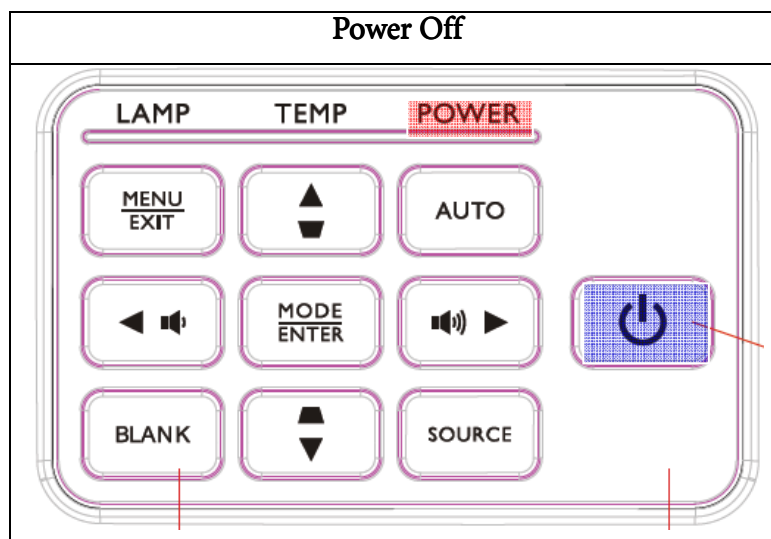 Power Off
LAMP TEMP POWER
MENU
EXIT
AUTO
MODE
ENTER
BLANK
SOURCE